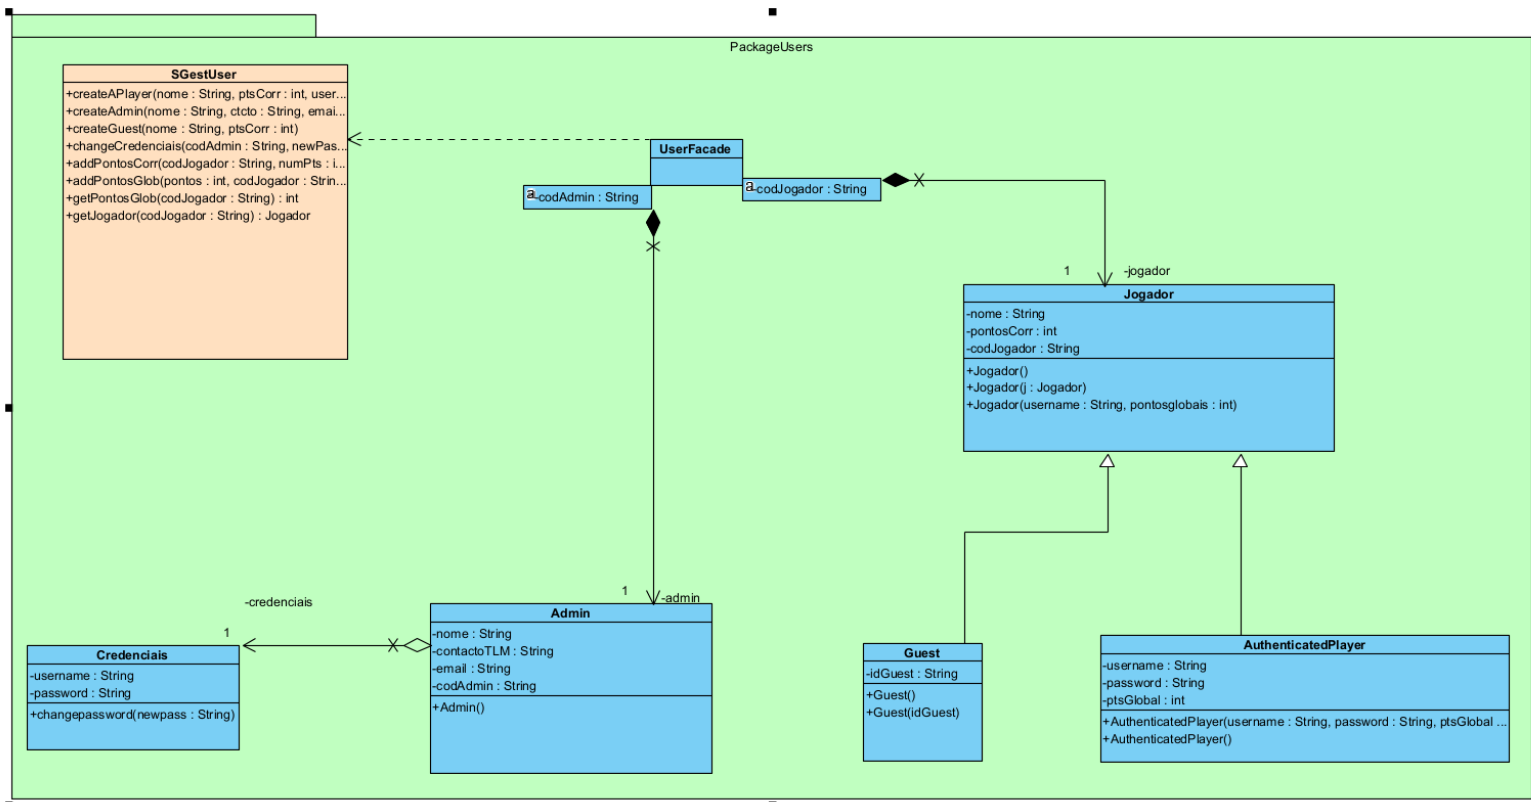 PackageUsers
SGestUser
+createAPlayer(nome : String, ptsCorr : int, user...
+createAdmin(nome : String, ctcto : String, emai...
+createGuest(nome : String, ptsCorr : int)
+changeCredenciais(codAdmin : String, newPas...
+addPontosCorr(codJogador : String, numPts : i...
+addPontosGlob(pontos : int, codJogador : Strin...
+getPontosGlob(codJogador : String) : int
+getJogador(codJogador : String) : Jogador
UserFacade
a -codAdmin : String
a -codJogador : String
1
-jogador
Jogador
-nome : String
-pontosCorr : int
-codJogador : String
+Jogador()
+Jogador(j : Jogador)
+Jogador(username : String, pontosglobais : int)
1
-admin
-credenciais
1
Credenciais
-username : String
-password : String
+changepassword(newpass : String)
Admin
-nome : String
-contactoTLM : String
-email : String
-codAdmin : String
+Admin()
Guest
-idGuest : String
+Guest()
+Guest(idGuest)
AuthenticatedPlayer
-username : String
-password : String
-ptsGlobal : int
+AuthenticatedPlayer(username : String, password : String, ptsGlobal ...
+AuthenticatedPlayer()